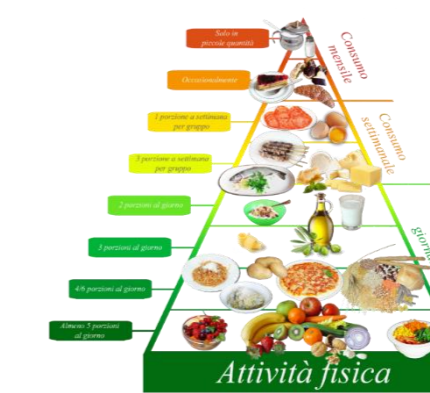 Solo in
piccole quantità
Consumo
mensile
Occasionalmente
1 porzione a settimana
per gruppo
Consumo
settimanale
3 porzione a settimana
per gruppo
2 porzioni al giorno
giorna
3 porzioni al giorno
4/6 porzioni al giorno
Almeno 5 porzioni
al giorno
Attività fisica